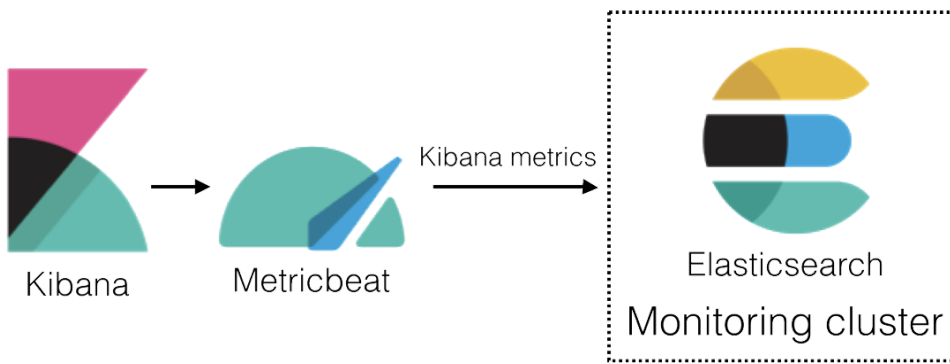 Kibana
Metricbeat
Kibana metrics
Elasticsearch
Monitoring cluster